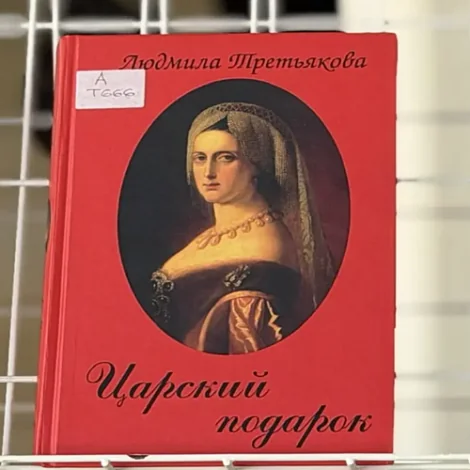 Людмила Третьякова
А
Т666
Царский
подарок